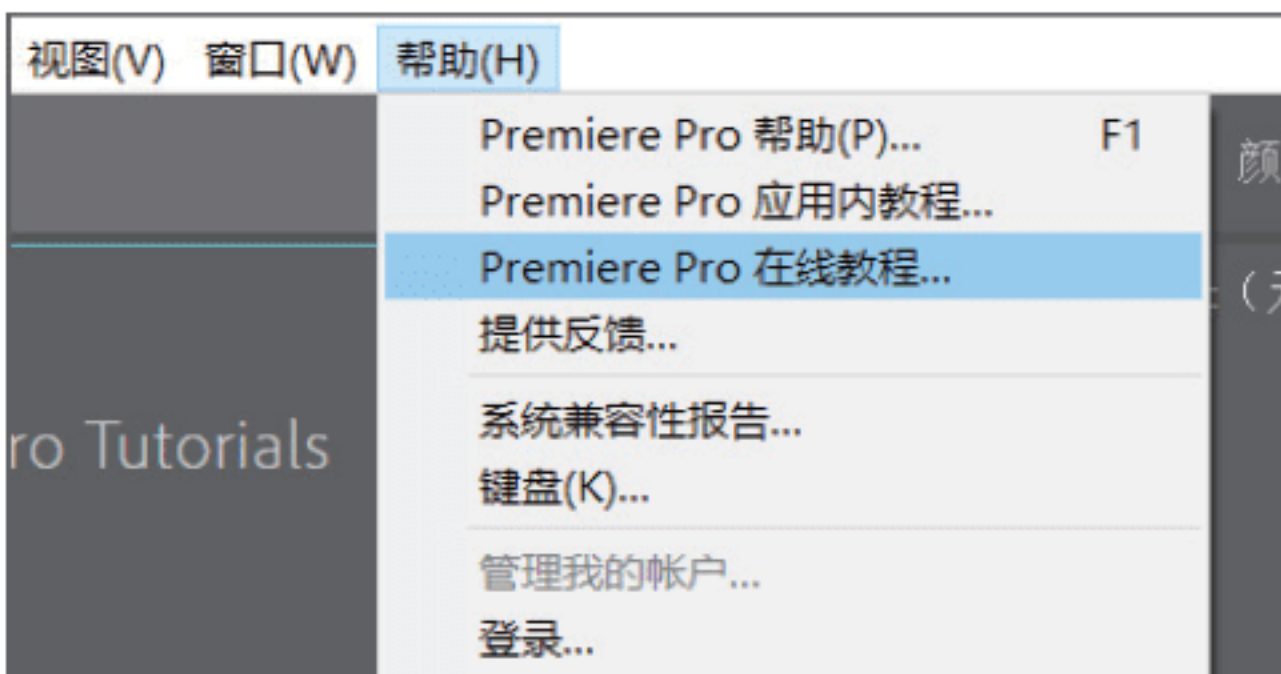 视图(V) 窗口(W) 帮助(H)
Premiere Pro 帮助(P)... F1
颜
Premiere Pro 应用内教程...
Premiere Pro 在线教程...
提供反馈...
ro Tutorials
系统兼容性报告...
键盘(K)...
管理我的帐户...
登录...